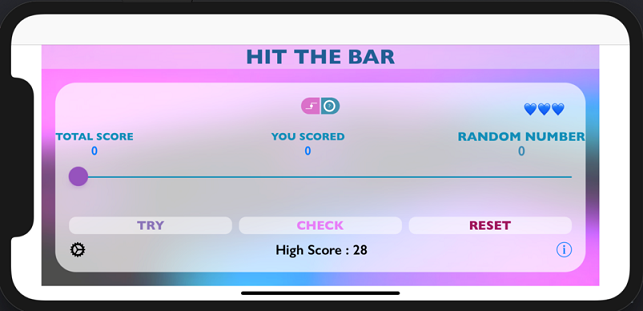 HIT THE BAR
TOTAL SCORE YOU SCORED RANDOM NUMBER
0 0 0
TRY CHECK RESET
High Score : 28